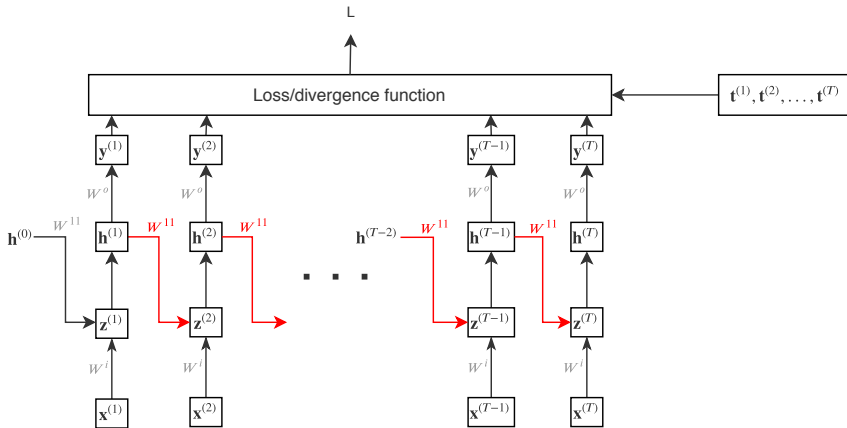 L
Loss/divergence function
t^(1), t^(2), ..., t^(T)
y^(1) y^(2) y^(T−1) y^(T)
W^o W^o W^o W^o
W^11 W^11 W^11 W^11 W^11
h^(0) h^(1) h^(2) h^(T−2) h^(T−1) h^(T)
. . .
z^(1) z^(2) z^(T−1) z^(T)
W^i W^i W^i W^i
x^(1) x^(2) x^(T−1) x^(T)